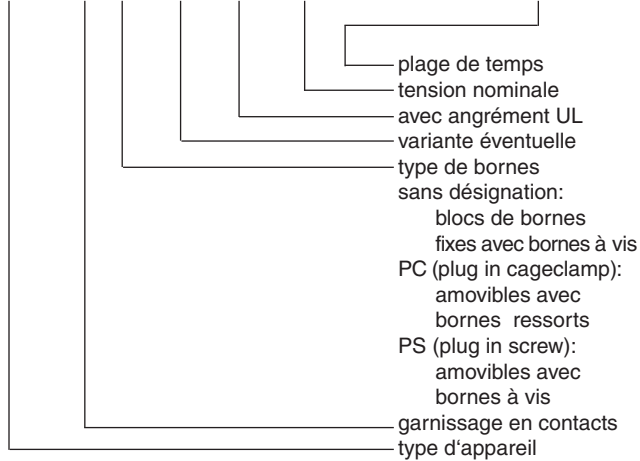 plage de temps
tension nominale
avec angrément UL
variante éventuelle
type de bornes
sans désignation:
blocs de bornes
fixes avec bornes à vis
PC (plug in cageclamp):
amovibles avec
bornes ressorts
PS (plug in screw):
amovibles avec
bornes à vis
garnissage en contacts
type d‘appareil